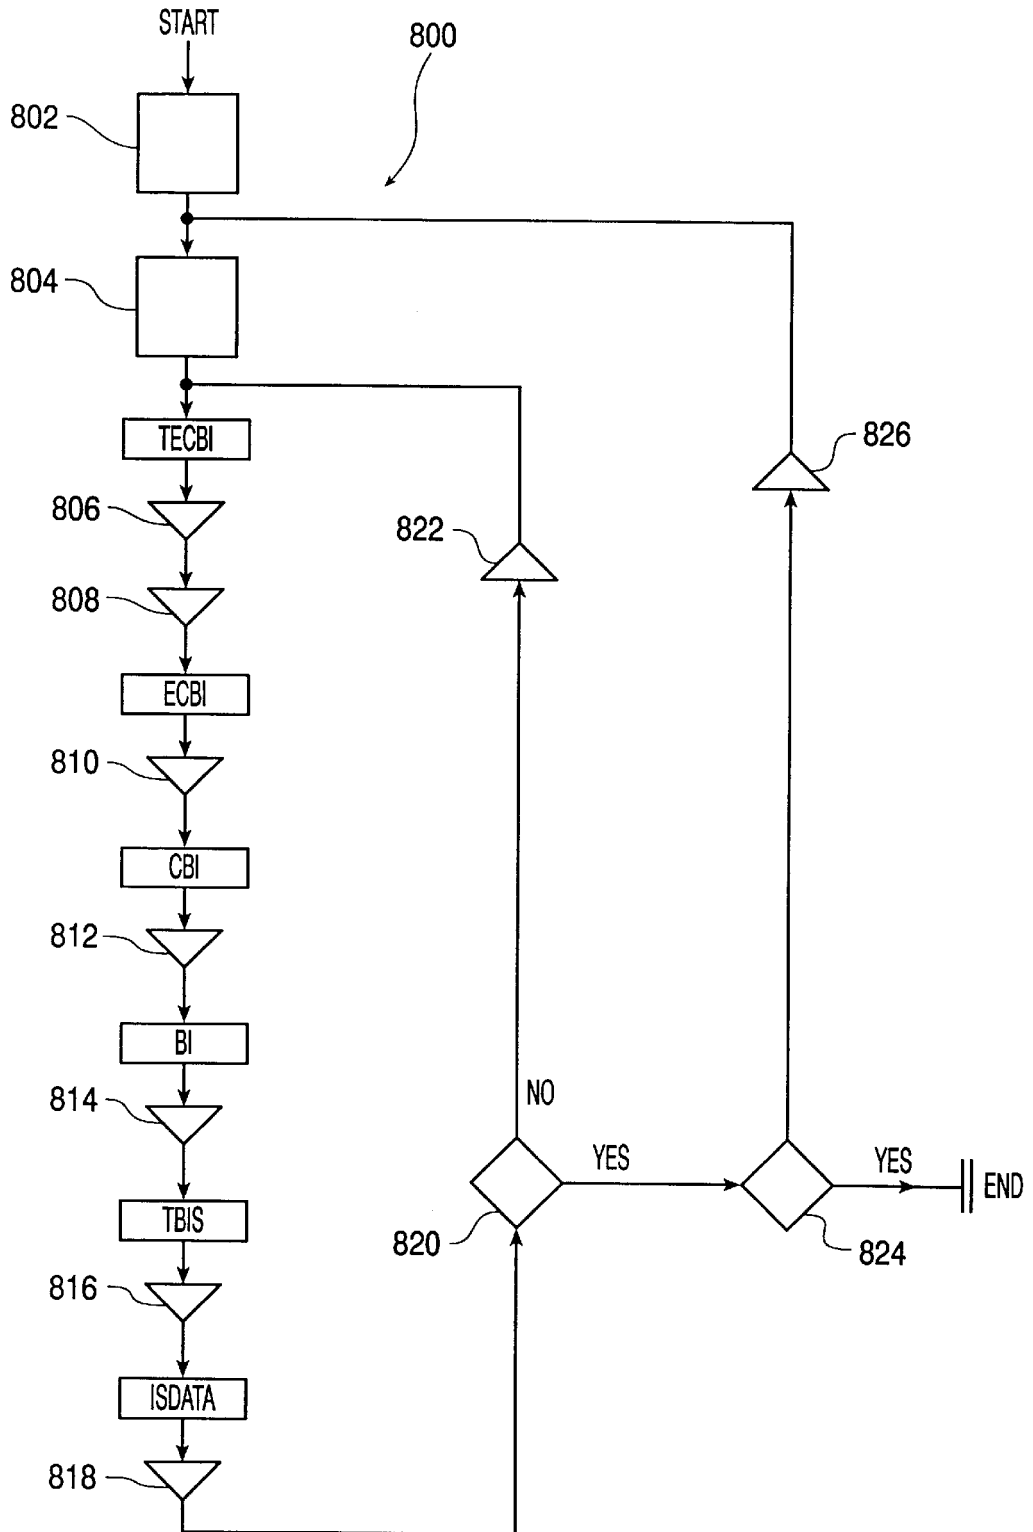 START
800
802
804
TECBI
826
806
822
808
ECBI
810
CBI
812
BI
NO
814
YES
YES
END
TBIS
820
824
816
ISDATA
818